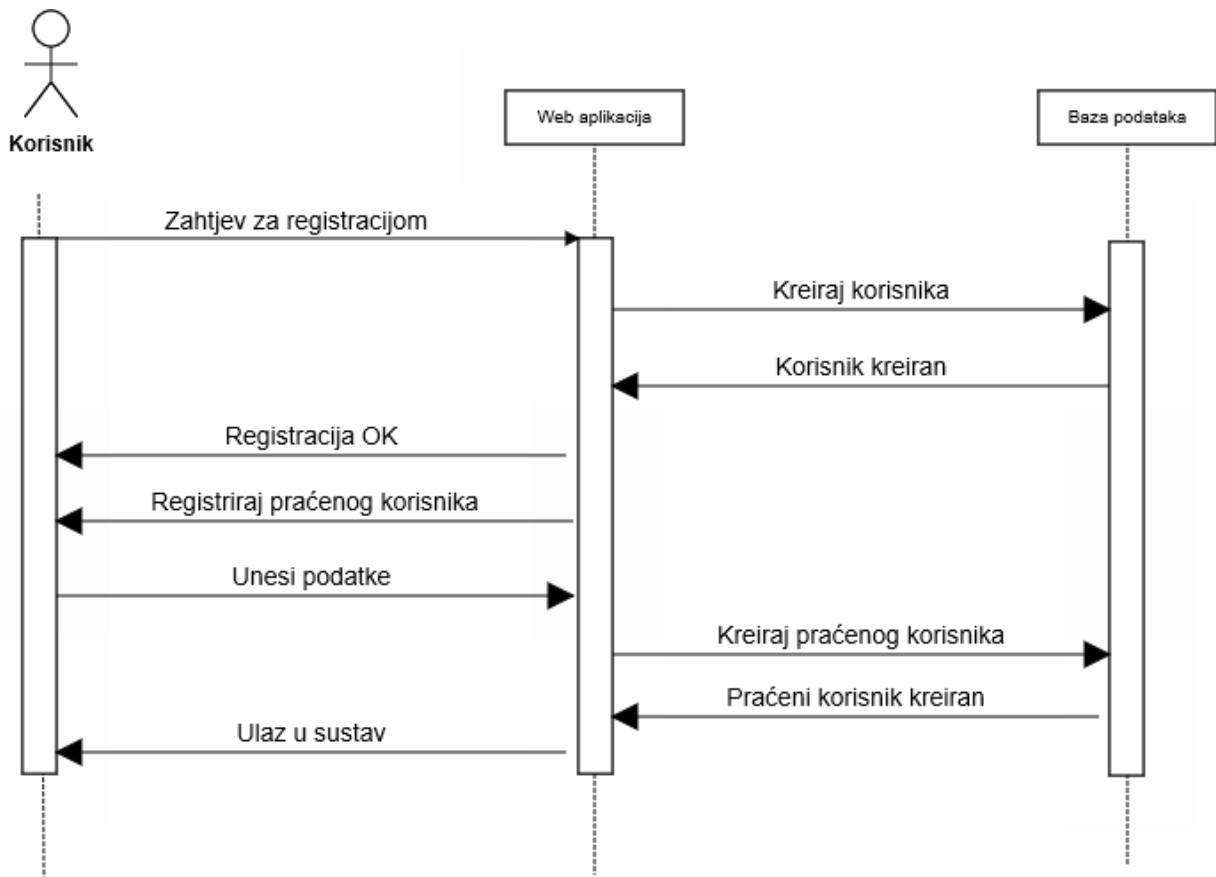 Korisnik
Web aplikacija
Baza podataka
Zahtjev za registracijom
Kreiraj korisnika
Korisnik kreiran
Registracija OK
Registriraj praćenog korisnika
Unesi podatke
Kreiraj praćenog korisnika
Praćeni korisnik kreiran
Ulaz u sustav